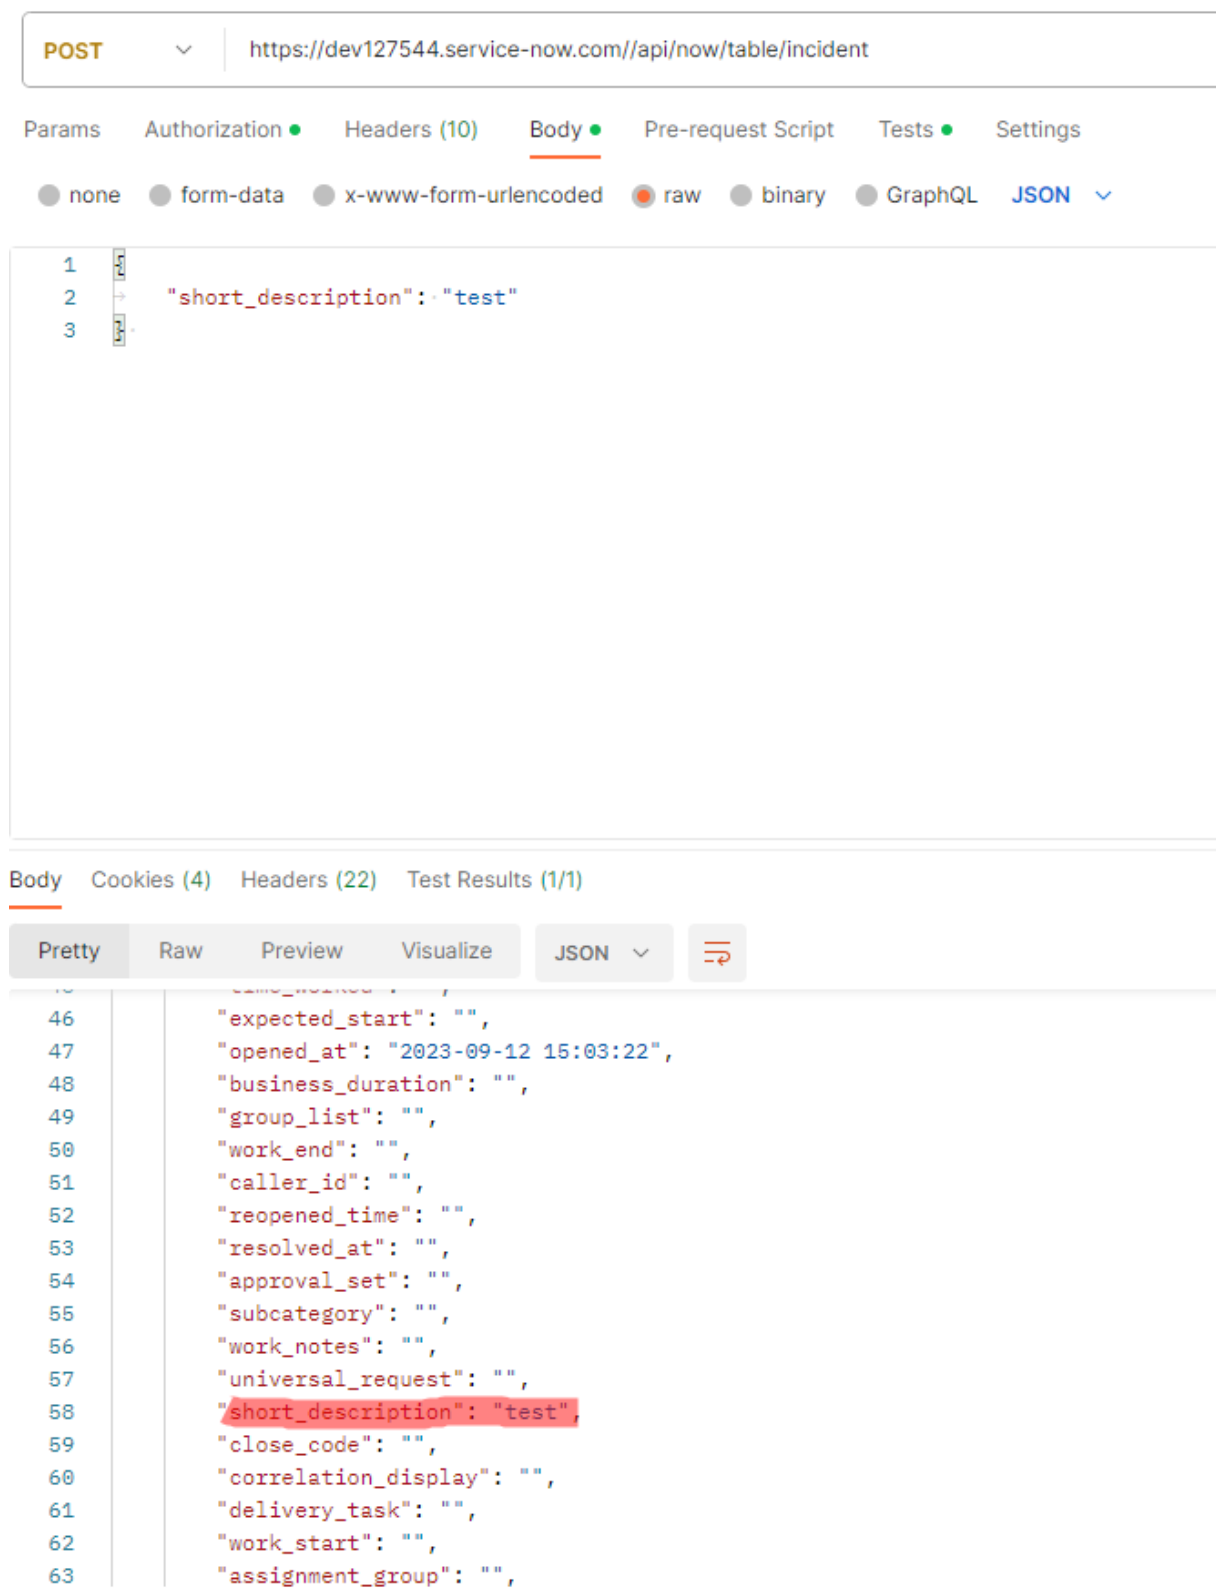 POST https://dev127544.service-now.com//api/now/table/incident
Params Authorization Headers (10) Body Pre-request Script Tests Settings
none form-data x-www-form-urlencoded raw binary GraphQL JSON
1 {
2 "short_description": "test"
3 }
Body Cookies (4) Headers (22) Test Results (1/1)
Pretty Raw Preview Visualize JSON
46 "expected_start": "",
47 "opened_at": "2023-09-12 15:03:22",
48 "business_duration": "",
49 "group_list": "",
50 "work_end": "",
51 "caller_id": "",
52 "reopened_time": "",
53 "resolved_at": "",
54 "approval_set": "",
55 "subcategory": "",
56 "work_notes": "",
57 "universal_request": "",
58 "short_description": "test",
59 "close_code": "",
60 "correlation_display": "",
61 "delivery_task": "",
62 "work_start": "",
63 "assignment_group": "",